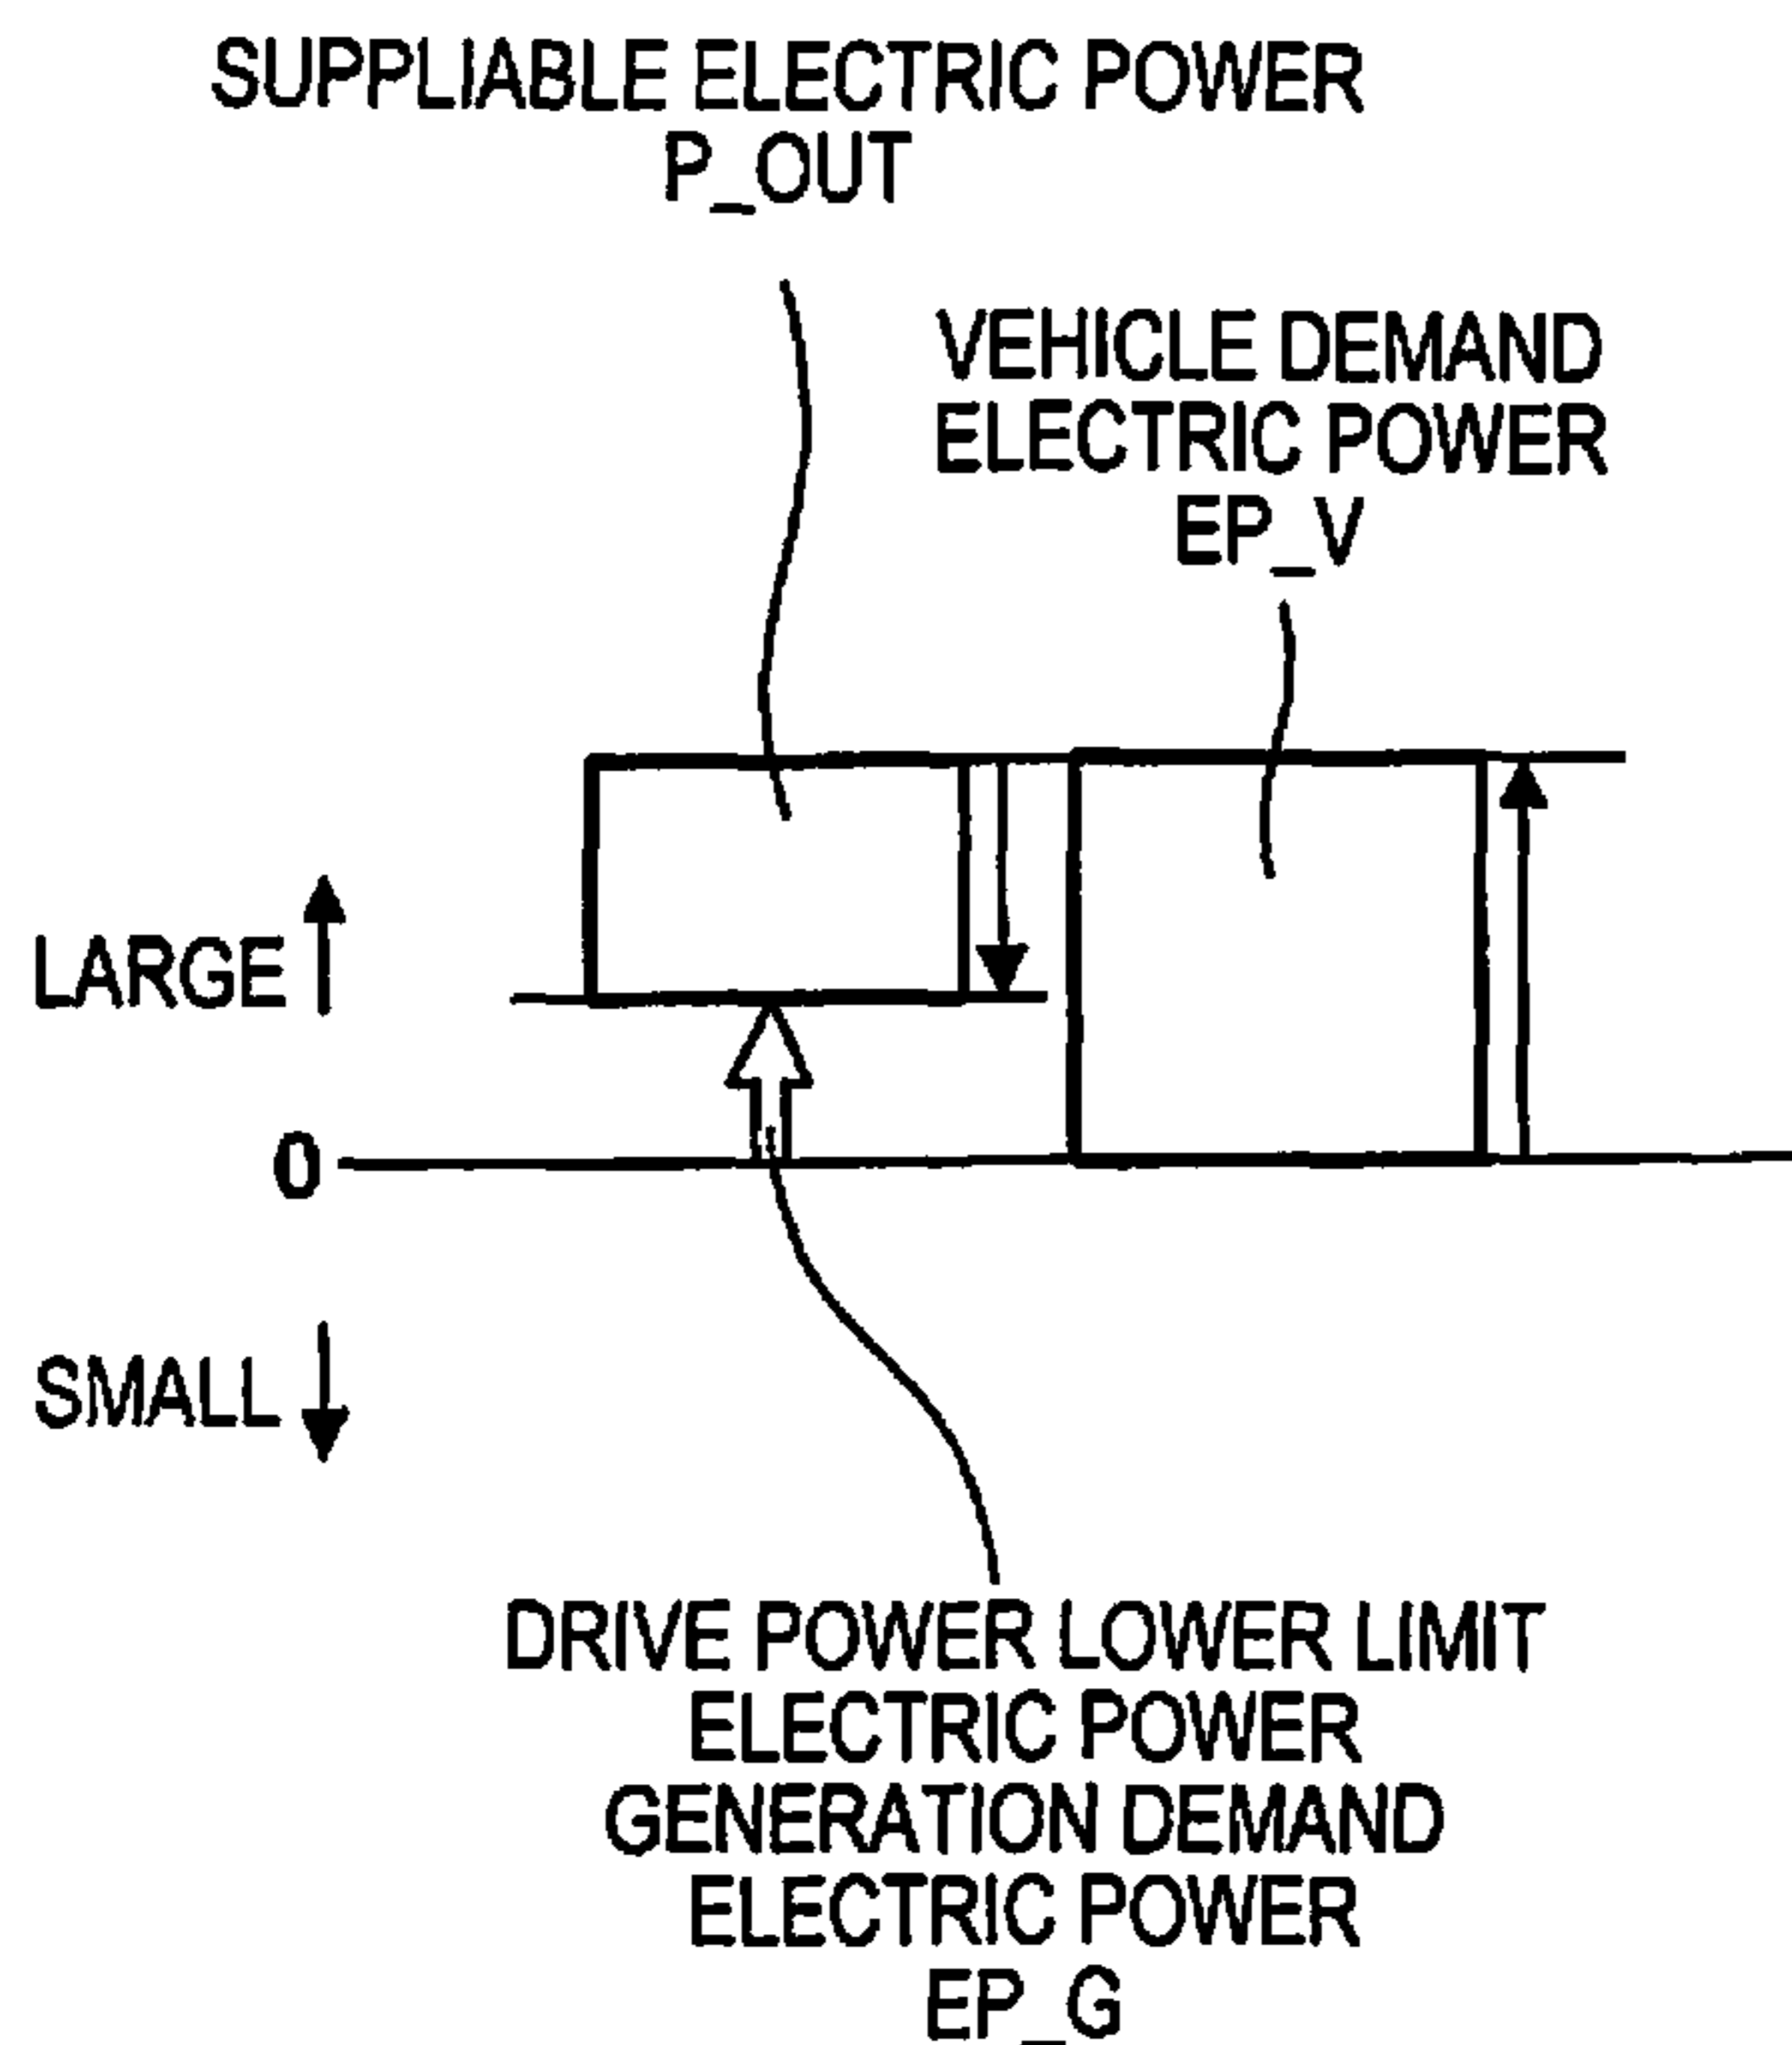 SUPPLIABLE ELECTRIC POWER
P_OUT
VEHICLE DEMAND
ELECTRIC POWER
EP_V
LARGE
0
SMALL
DRIVE POWER LOWER LIMIT
ELECTRIC POWER
GENERATION DEMAND
ELECTRIC POWER
EP_G